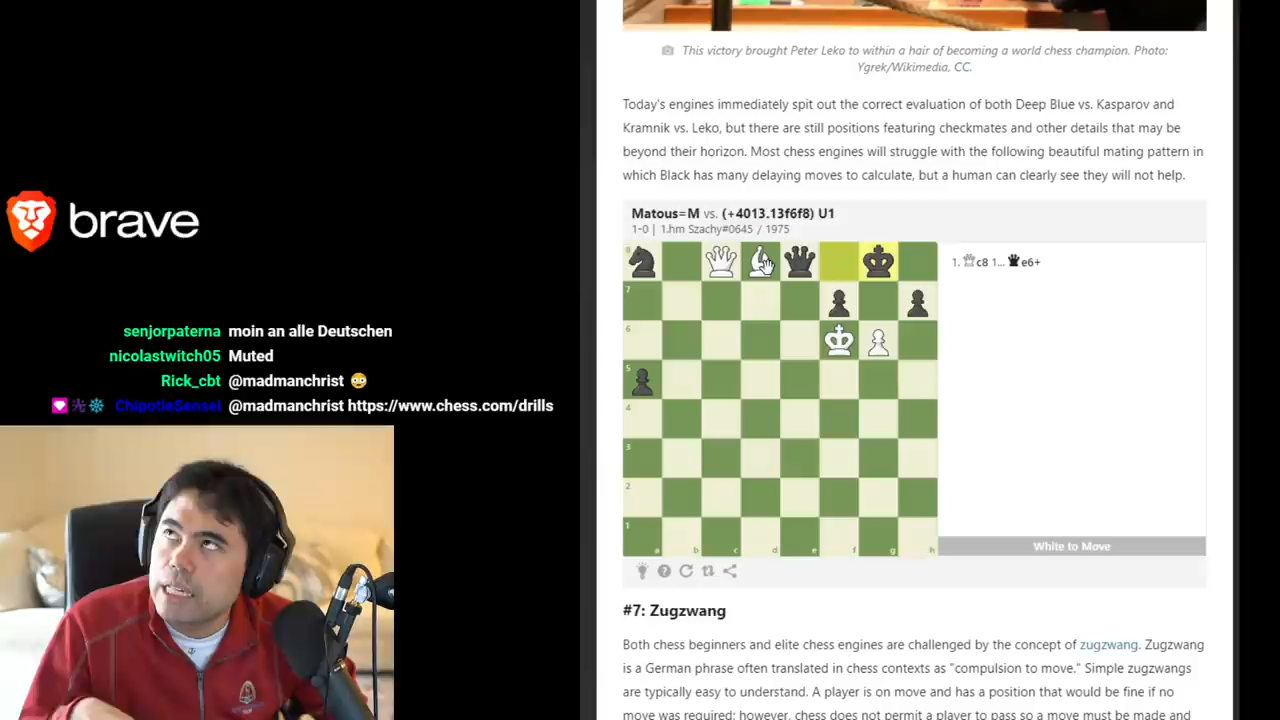 This victory brought Peter Leko to within a hair of becoming a world chess champion. Photo:
Ygrek/Wikimedia, CC.
Today's engines immediately spit out the correct evaluation of both Deep Blue vs. Kasparov and
Kramnik vs. Leko, but there are still positions featuring checkmates and other details that may be
beyond their horizon. Most chess engines will struggle with the following beautiful mating pattern in
which Black has many delaying moves to calculate, but a human can clearly see they will not help.
brave
Matous=M vs. (+4013.13f6f8) U1
1-0 | 1.hm Szachy#0645 / 1975
8
7
6
5
4
3
2
1
a b c d e f g h
1. ♕c8 1... ♛e6+
White to Move
senjorpaterna moin an alle Deutschen
nicolastwitch05 Muted
Rick_cbt @madmanchrist 😳
ChipotleSensei @madmanchrist https://www.chess.com/drills
#7: Zugzwang
Both chess beginners and elite chess engines are challenged by the concept of zugzwang. Zugzwang
is a German phrase often translated in chess contexts as "compulsion to move." Simple zugzwangs
are typically easy to understand. A player is on move and has a position that would be fine if no
move was required; however, chess does not permit a player to pass so a move must be made and